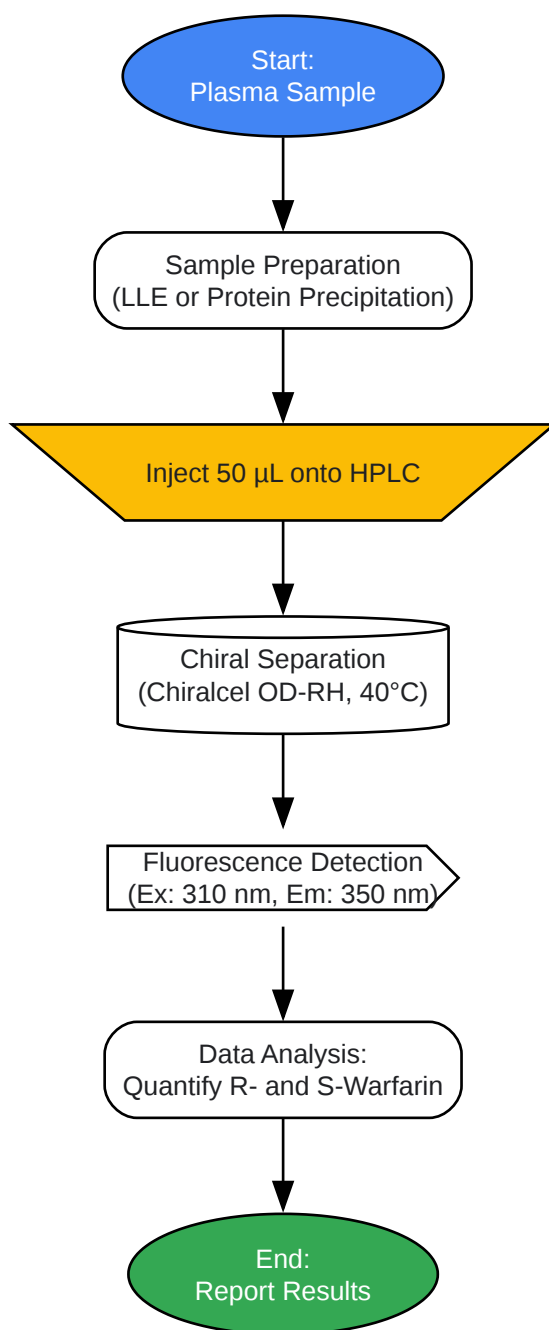 Start:
Plasma Sample
Sample Preparation
(LLE or Protein Precipitation)
Inject 50 µL onto HPLC
Chiral Separation
(Chiralcel OD-RH, 40°C)
Fluorescence Detection
(Ex: 310 nm, Em: 350 nm)
Data Analysis:
Quantify R- and S-Warfarin
End:
Report Results